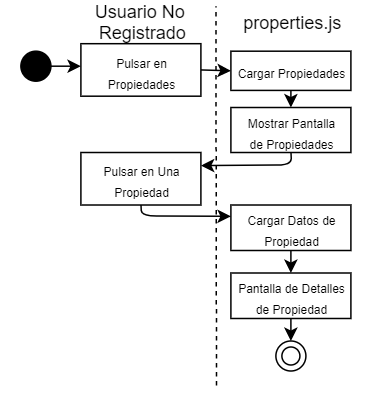 Usuario No
Registrado
properties.js
Pulsar en
Propiedades
Cargar Propiedades
Mostrar Pantalla
de Propiedades
Pulsar en Una
Propiedad
Cargar Datos de
Propiedad
Pantalla de Detalles
de Propiedad